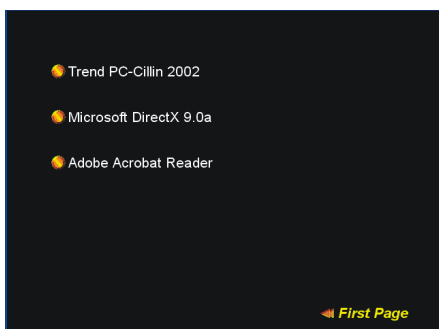 Trend PC-Cillin 2002
Microsoft DirectX 9.0a
Adobe Acrobat Reader
First Page